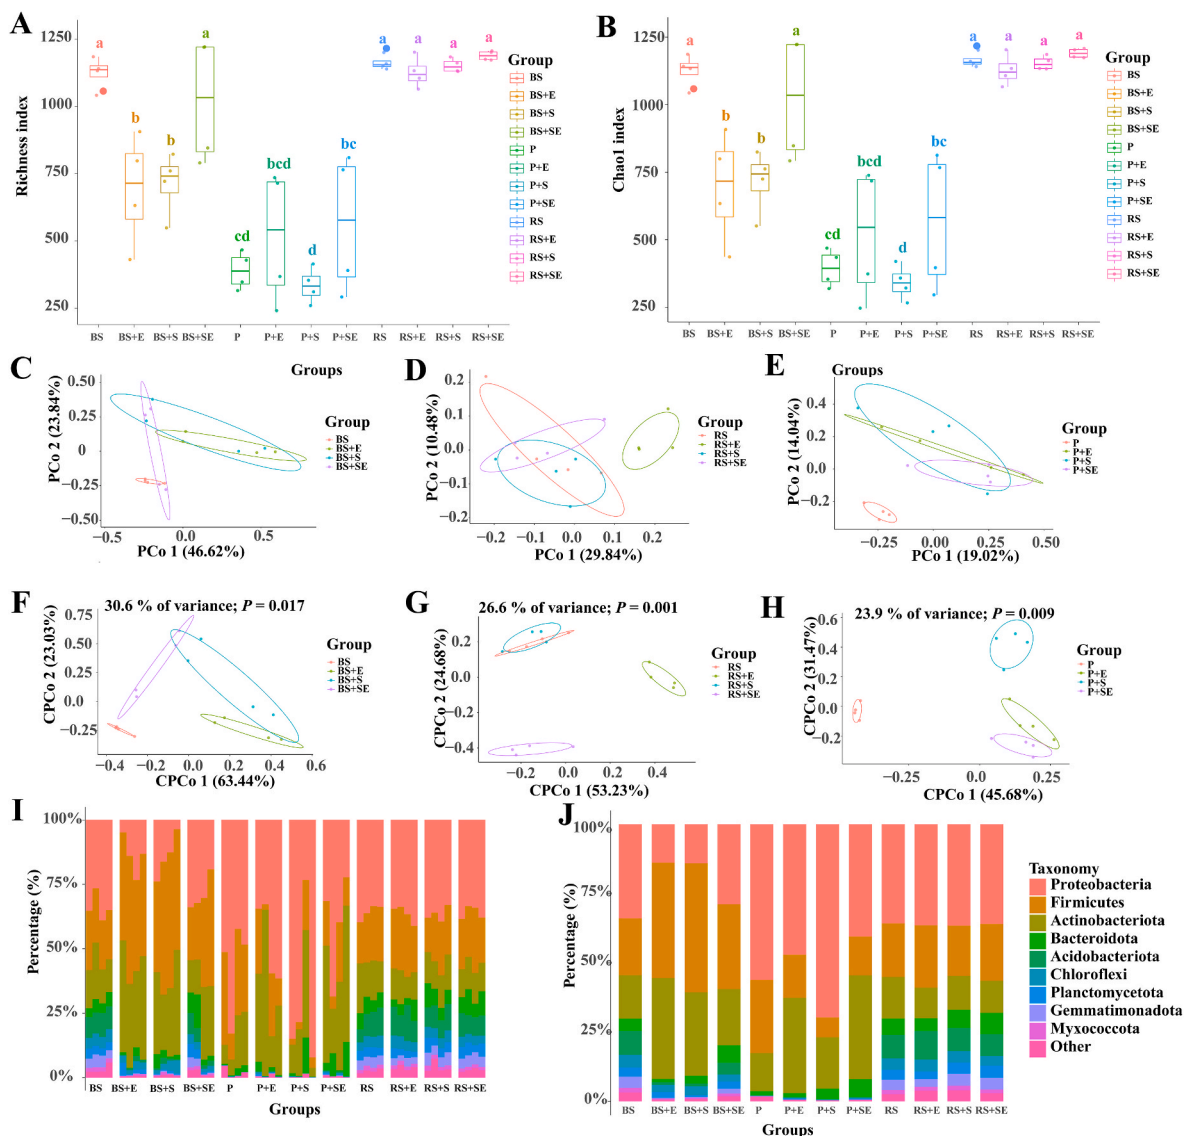 A
Richness index
1250
1000
750
500
250
a
b
b
a
cd
bcd
d
bc
a
a
a
a
BS
BS+E
BS+S
BS+SE
P
P+E
P+S
P+SE
RS
RS+E
RS+S
RS+SE
Groups
Group
BS
BS+E
BS+S
BS+SE
P
P+E
P+S
P+SE
RS
RS+E
RS+S
RS+SE
B
Chao1 index
1250
1000
750
500
250
a
b
b
a
cd
bcd
d
bc
a
a
a
a
BS
BS+E
BS+S
BS+SE
P
P+E
P+S
P+SE
RS
RS+E
RS+S
RS+SE
Groups
Group
BS
BS+E
BS+S
BS+SE
P
P+E
P+S
P+SE
RS
RS+E
RS+S
RS+SE
C
PCo 2 (23.84%)
0.50
0.25
0
−0.25
−0.50
−0.5
0.0
0.5
PCo 1 (46.62%)
Group
BS
BS+E
BS+S
BS+SE
D
PCo 2 (10.48%)
0.2
0.1
0.0
−0.1
−0.2
−0.2
−0.1
0.0
0.1
0.2
PCo 1 (29.84%)
Group
RS
RS+E
RS+S
RS+SE
E
PCo 2 (14.04%)
0.4
0.2
0.0
−0.2
−0.25
0.00
0.25
0.50
PCo 1 (19.02%)
Group
P
P+E
P+S
P+SE
F
30.6 % of variance; P = 0.017
CPCo 2 (23.03%)
0.75
0.50
0.25
0.0
−0.25
−0.4
−0.2
0.0
0.2
0.4
0.6
CPCo 1 (63.44%)
Group
BS
BS+E
BS+S
BS+SE
G
26.6 % of variance; P = 0.001
CPCo 2 (24.68%)
0.2
0.0
−0.2
−0.4
−0.2
0.0
0.2
0.4
CPCo 1 (53.23%)
Group
RS
RS+E
RS+S
RS+SE
H
23.9 % of variance; P = 0.009
CPCo 2 (31.47%)
0.6
0.4
0.2
0.0
−0.2
−0.25
0.00
0.25
CPCo 1 (45.68%)
Group
P
P+E
P+S
P+SE
I
Percentage (%)
100%
75%
50%
25%
0%
BS
BS+E
BS+S
BS+SE
P
P+E
P+S
P+SE
RS
RS+E
RS+S
RS+SE
Groups
J
Percentage (%)
100%
75%
50%
25%
0%
BS
BS+E
BS+S
BS+SE
P
P+E
P+S
P+SE
RS
RS+E
RS+S
RS+SE
Groups
Taxonomy
Proteobacteria
Firmicutes
Actinobacteriota
Bacteroidota
Acidobacteriota
Chloroflexi
Planctomycetota
Gemmatimonadota
Myxococcota
Other